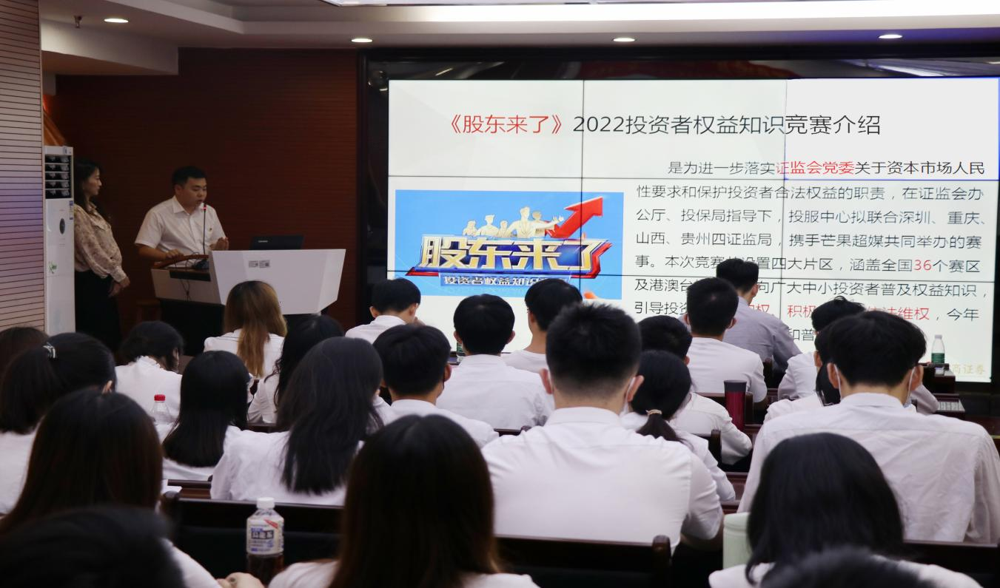 《股东来了》2022投资者权益知识竞赛介绍
是为进一步落实证监会党委关于资本市场人民
性要求和保护投资者合法权益的职责，在证监会办
公厅、投保局指导下，投服中心拟联合深圳、重庆、
山西、贵州四证监局，携手芒果超媒共同举办的赛
事。本次竞赛 设置四大片区，涵盖全国36个赛区
及港澳台 向广大中小投资者普及权益知识，
引导投资 权、积极 依法维权，今年
和普
股东来了
投资者权益知识
商证券
乌龙茶